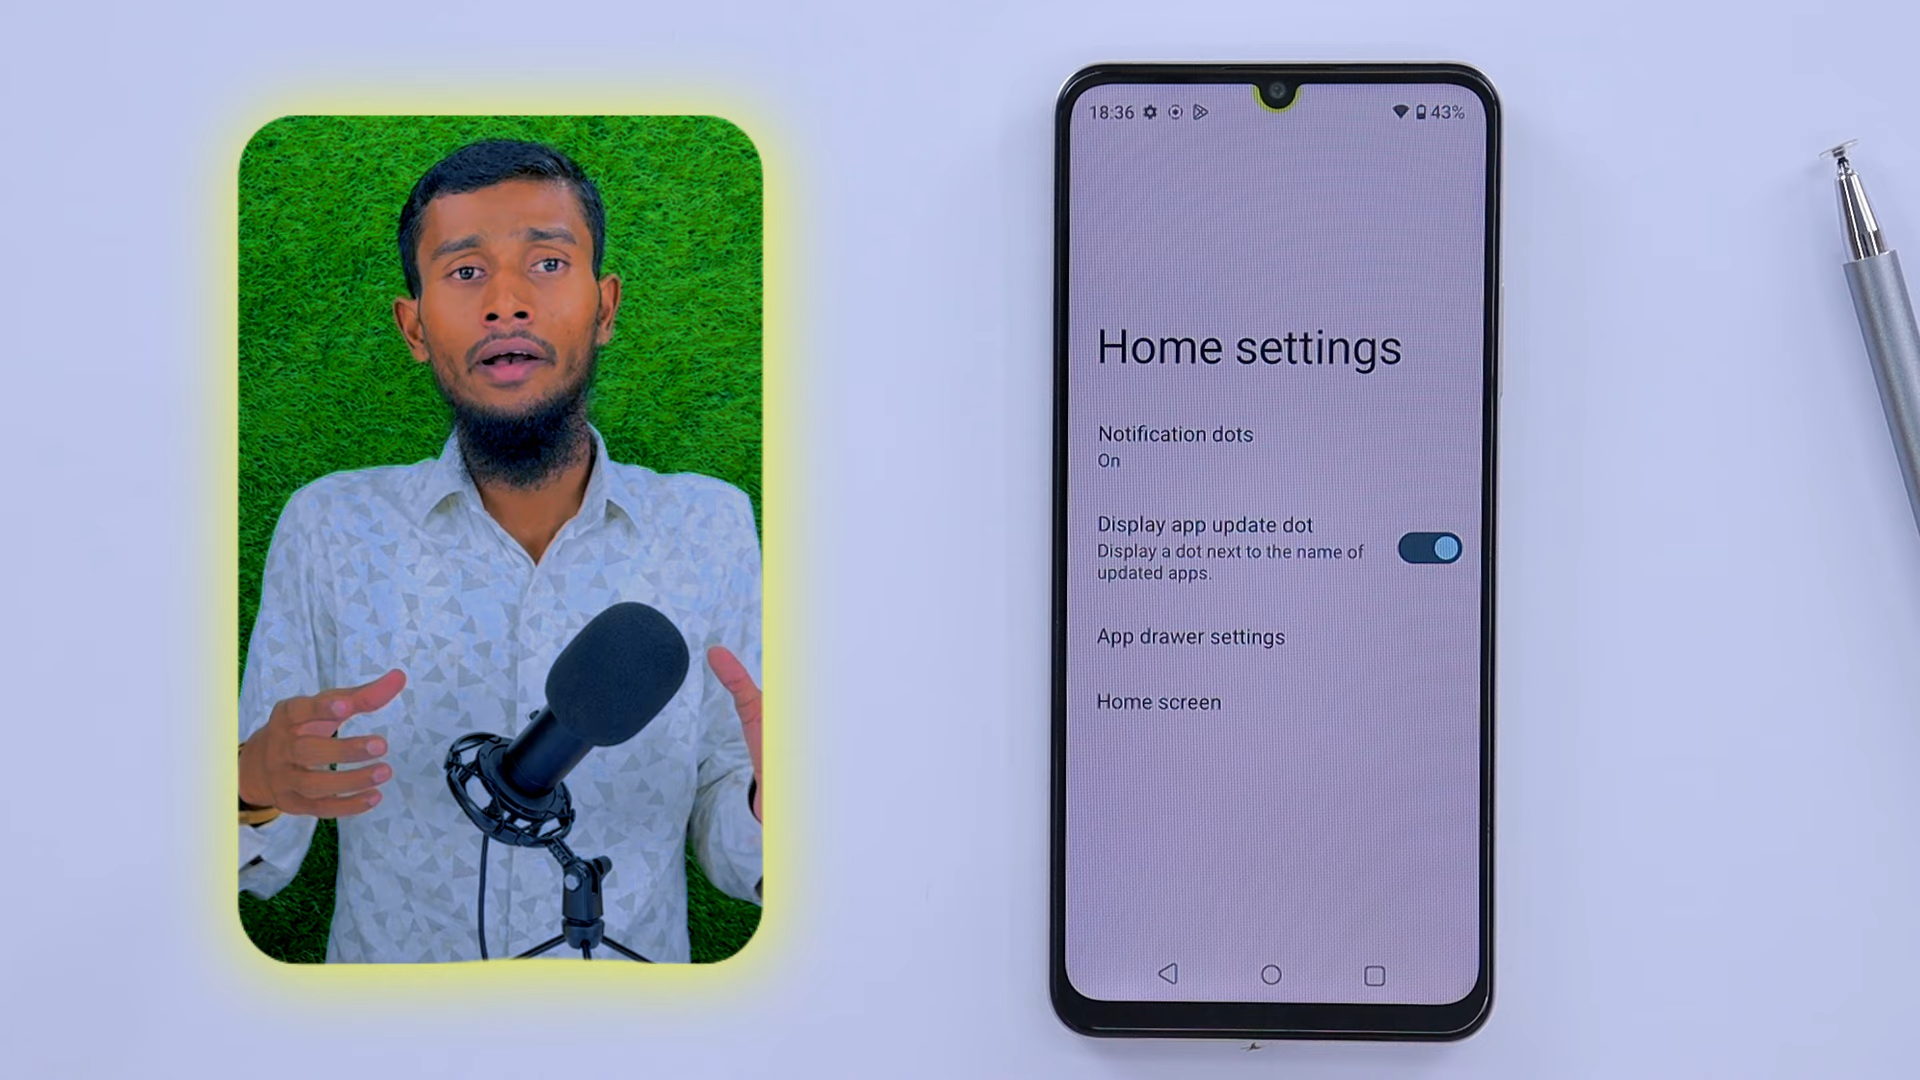 18:36
43%
Home settings
Notification dots
On
Display app update dot
Display a dot next to the name of
updated apps.
App drawer settings
Home screen